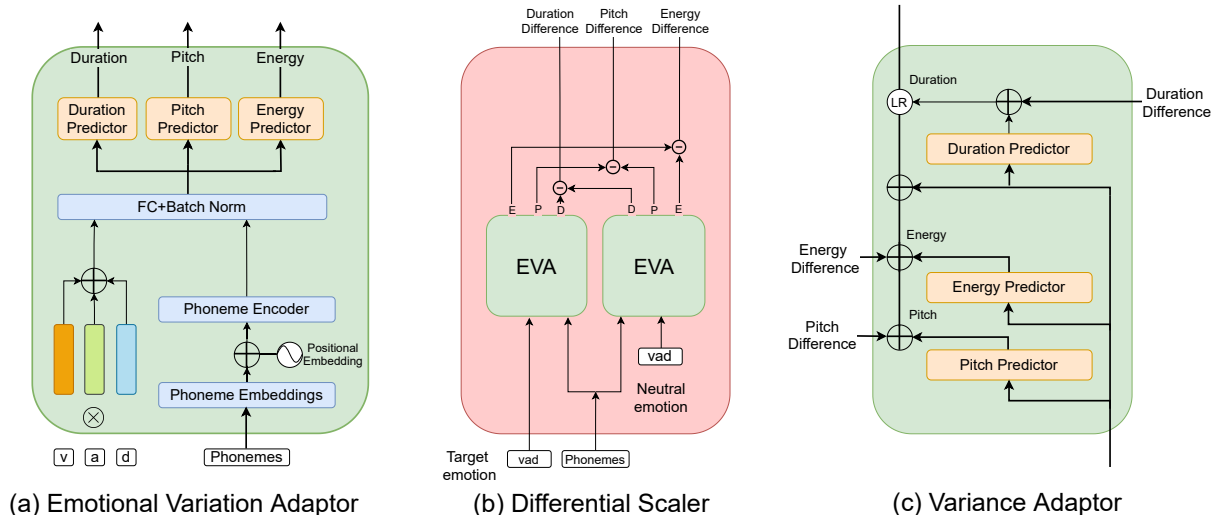 Duration
Pitch
Energy
Duration
Predictor
Pitch
Predictor
Energy
Predictor
FC+Batch Norm
Phoneme Encoder
Positional
Embedding
Phoneme Embeddings
v
a
d
Phonemes
(a) Emotional Variation Adaptor
Duration
Difference
Pitch
Difference
Energy
Difference
E
P
D
D
P
E
EVA
EVA
vad
Neutral
emotion
Target
emotion
vad
Phonemes
(b) Differential Scaler
Duration
LR
Duration
Difference
Duration Predictor
Energy
Energy
Difference
Energy Predictor
Pitch
Pitch
Difference
Pitch Predictor
(c) Variance Adaptor